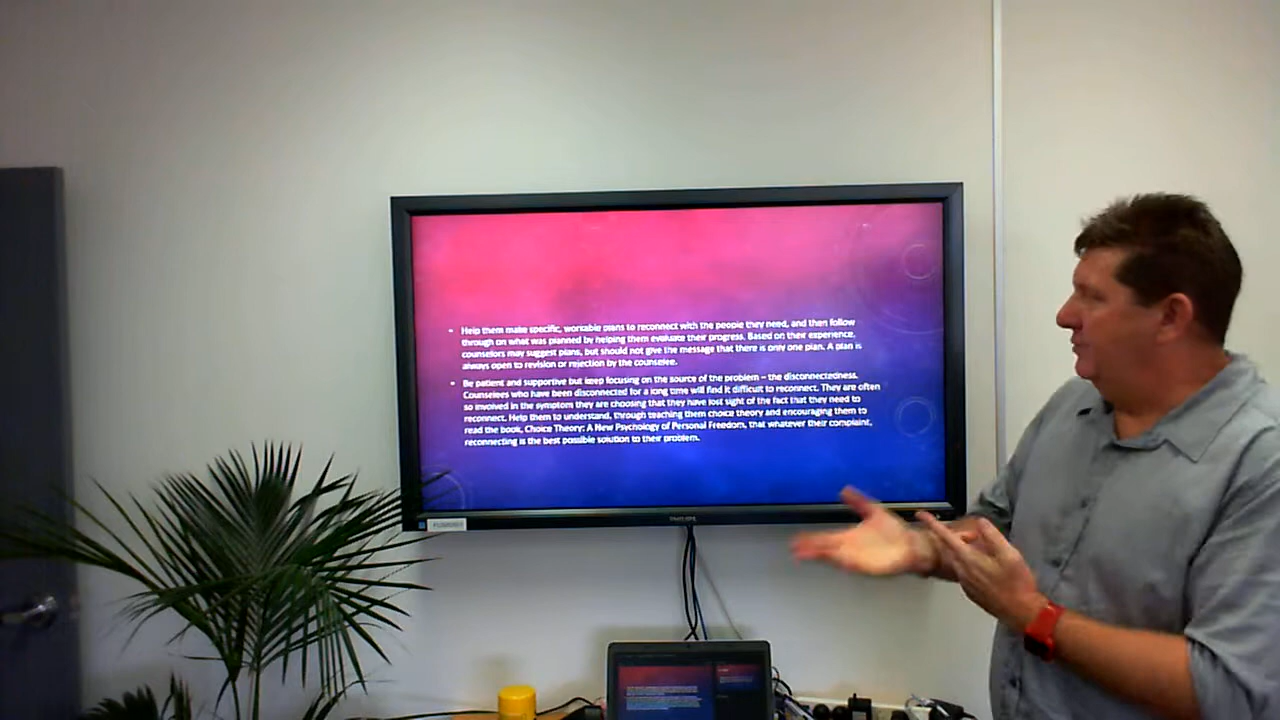 • Help them make specific, workable plans to reconnect with the people they need, and then follow
through on what was planned by helping them evaluate their progress. Based on their experience,
counselors may suggest plans, but should not give the message that there is only one plan. A plan is
always open to revision or rejection by the counselee.
• Be patient and supportive but keep focusing on the source of the problem – the disconnectedness.
Counselees who have been disconnected for a long time will find it difficult to reconnect. They are often
so involved in the symptom they are choosing that they have lost sight of the fact that they need to
reconnect. Help them to understand, through teaching them choice theory and encouraging them to
read the book, Choice Theory: A New Psychology of Personal Freedom, that whatever their complaint,
reconnecting is the best possible solution to their problem.
PHILIPS